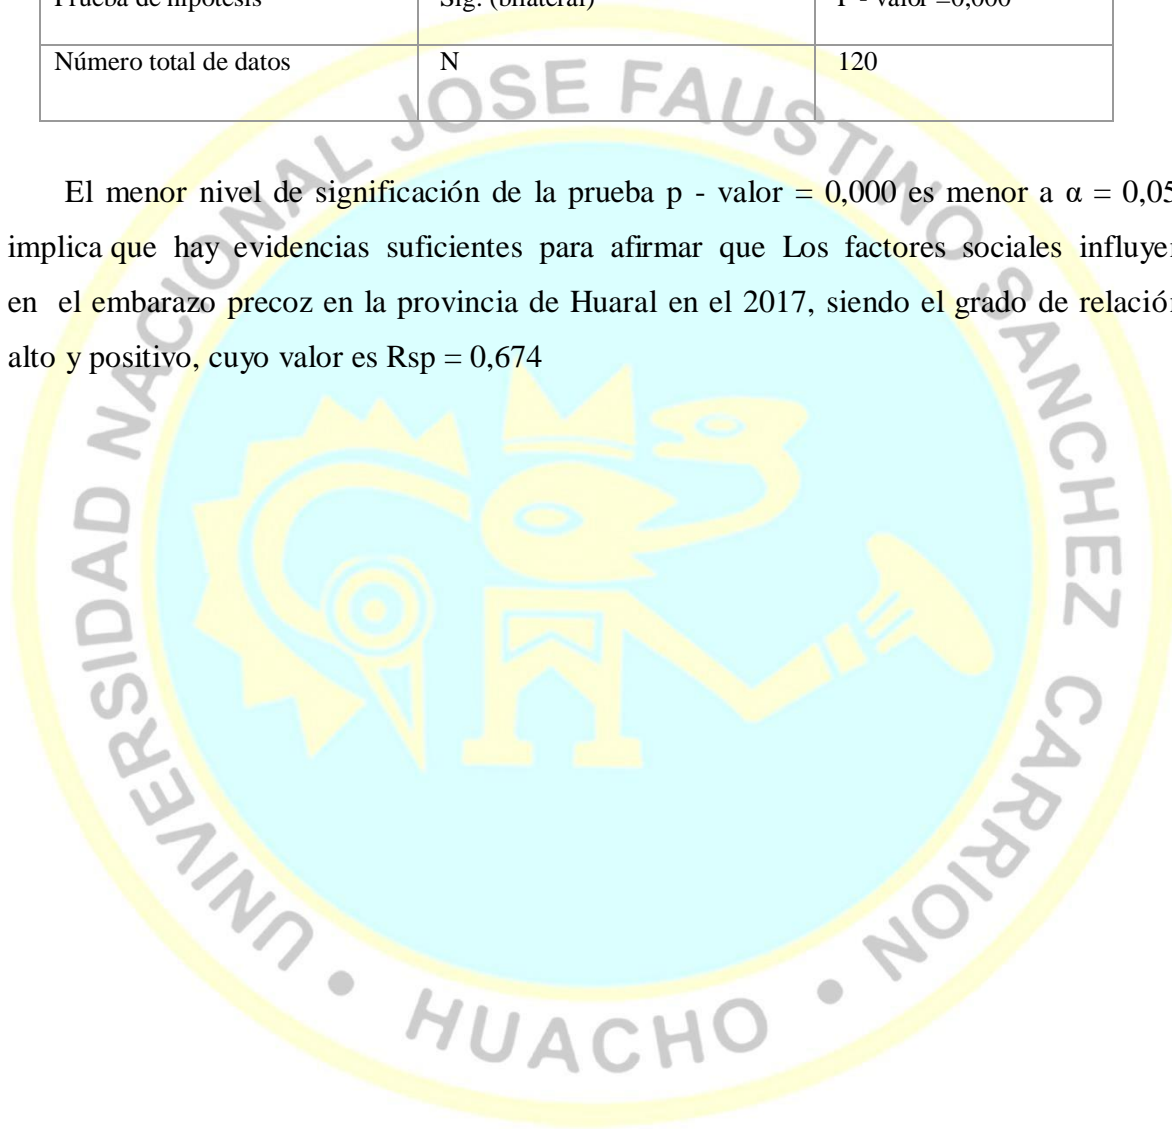 Prueba de hipótesis Sig. (bilateral) P - valor =0,000
Número total de datos N 120
El menor nivel de significación de la prueba p - valor = 0,000 es menor a α = 0,05
implica que hay evidencias suficientes para afirmar que Los factores sociales influye
en el embarazo precoz en la provincia de Huaral en el 2017, siendo el grado de relació
alto y positivo, cuyo valor es Rsp = 0,674
UNIVERSIDAD NACIONAL JOSE FAUSTINO SANCHEZ CARRION • HUACHO •